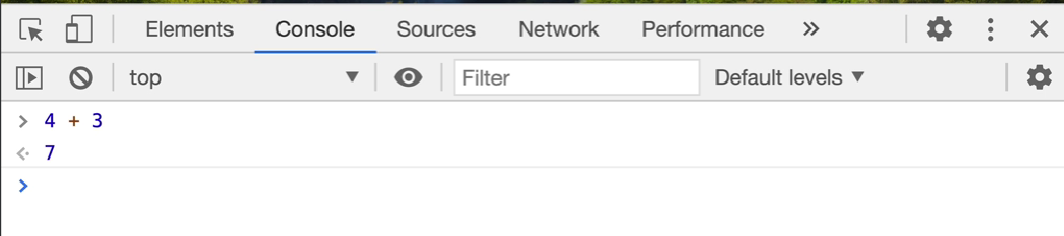 Elements Console Sources Network Performance »
top Filter Default levels
> 4 + 3
7
>